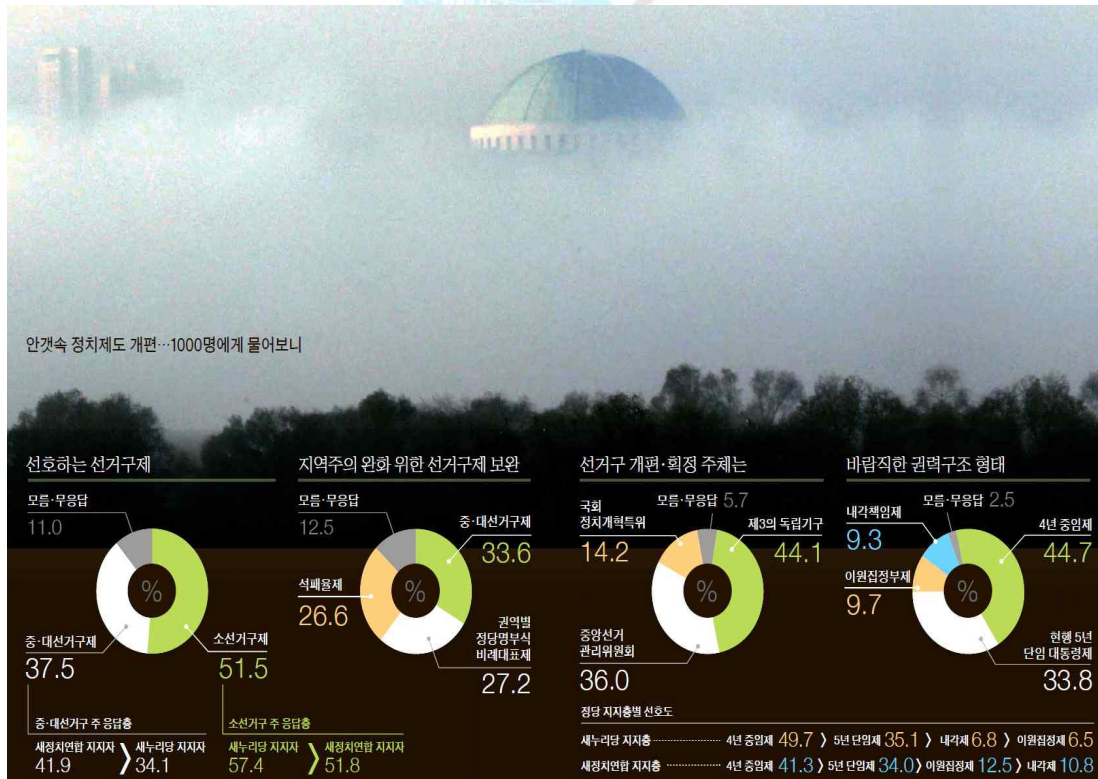 안갯속 정치제도 개편…1000명에게 물어보니
선호하는 선거구제
모름·무응답
11.0
%
중·대선거구제
37.5
소선거구제
51.5
중·대선거구 주 응답층
새정치연합 지지자 〉 새누리당 지지자
41.9 34.1
소선거구 주 응답층
새누리당 지지자 〉 새정치연합 지지자
57.4 51.8
지역주의 완화 위한 선거구제 보완
모름·무응답
12.5
중·대선거구제
33.6
%
석패율제
26.6
권역별
정당명부식
비례대표제
27.2
선거구 개편·획정 주체는
국회
정치개혁특위
14.2
모름·무응답 5.7
제3의 독립기구
44.1
%
중앙선거
관리위원회
36.0
바람직한 권력구조 형태
내각책임제
9.3
모름·무응답 2.5
4년 중임제
44.7
이원집정부제
9.7
%
현행 5년
단임 대통령제
33.8
정당 지지층별 선호도
새누리당 지지층 4년 중임제 49.7 〉 5년 단임제 35.1 〉 내각제 6.8 〉 이원집정제 6.5
새정치연합 지지층 4년 중임제 41.3 〉 5년 단임제 34.0 〉 이원집정제 12.5 〉 내각제 10.8